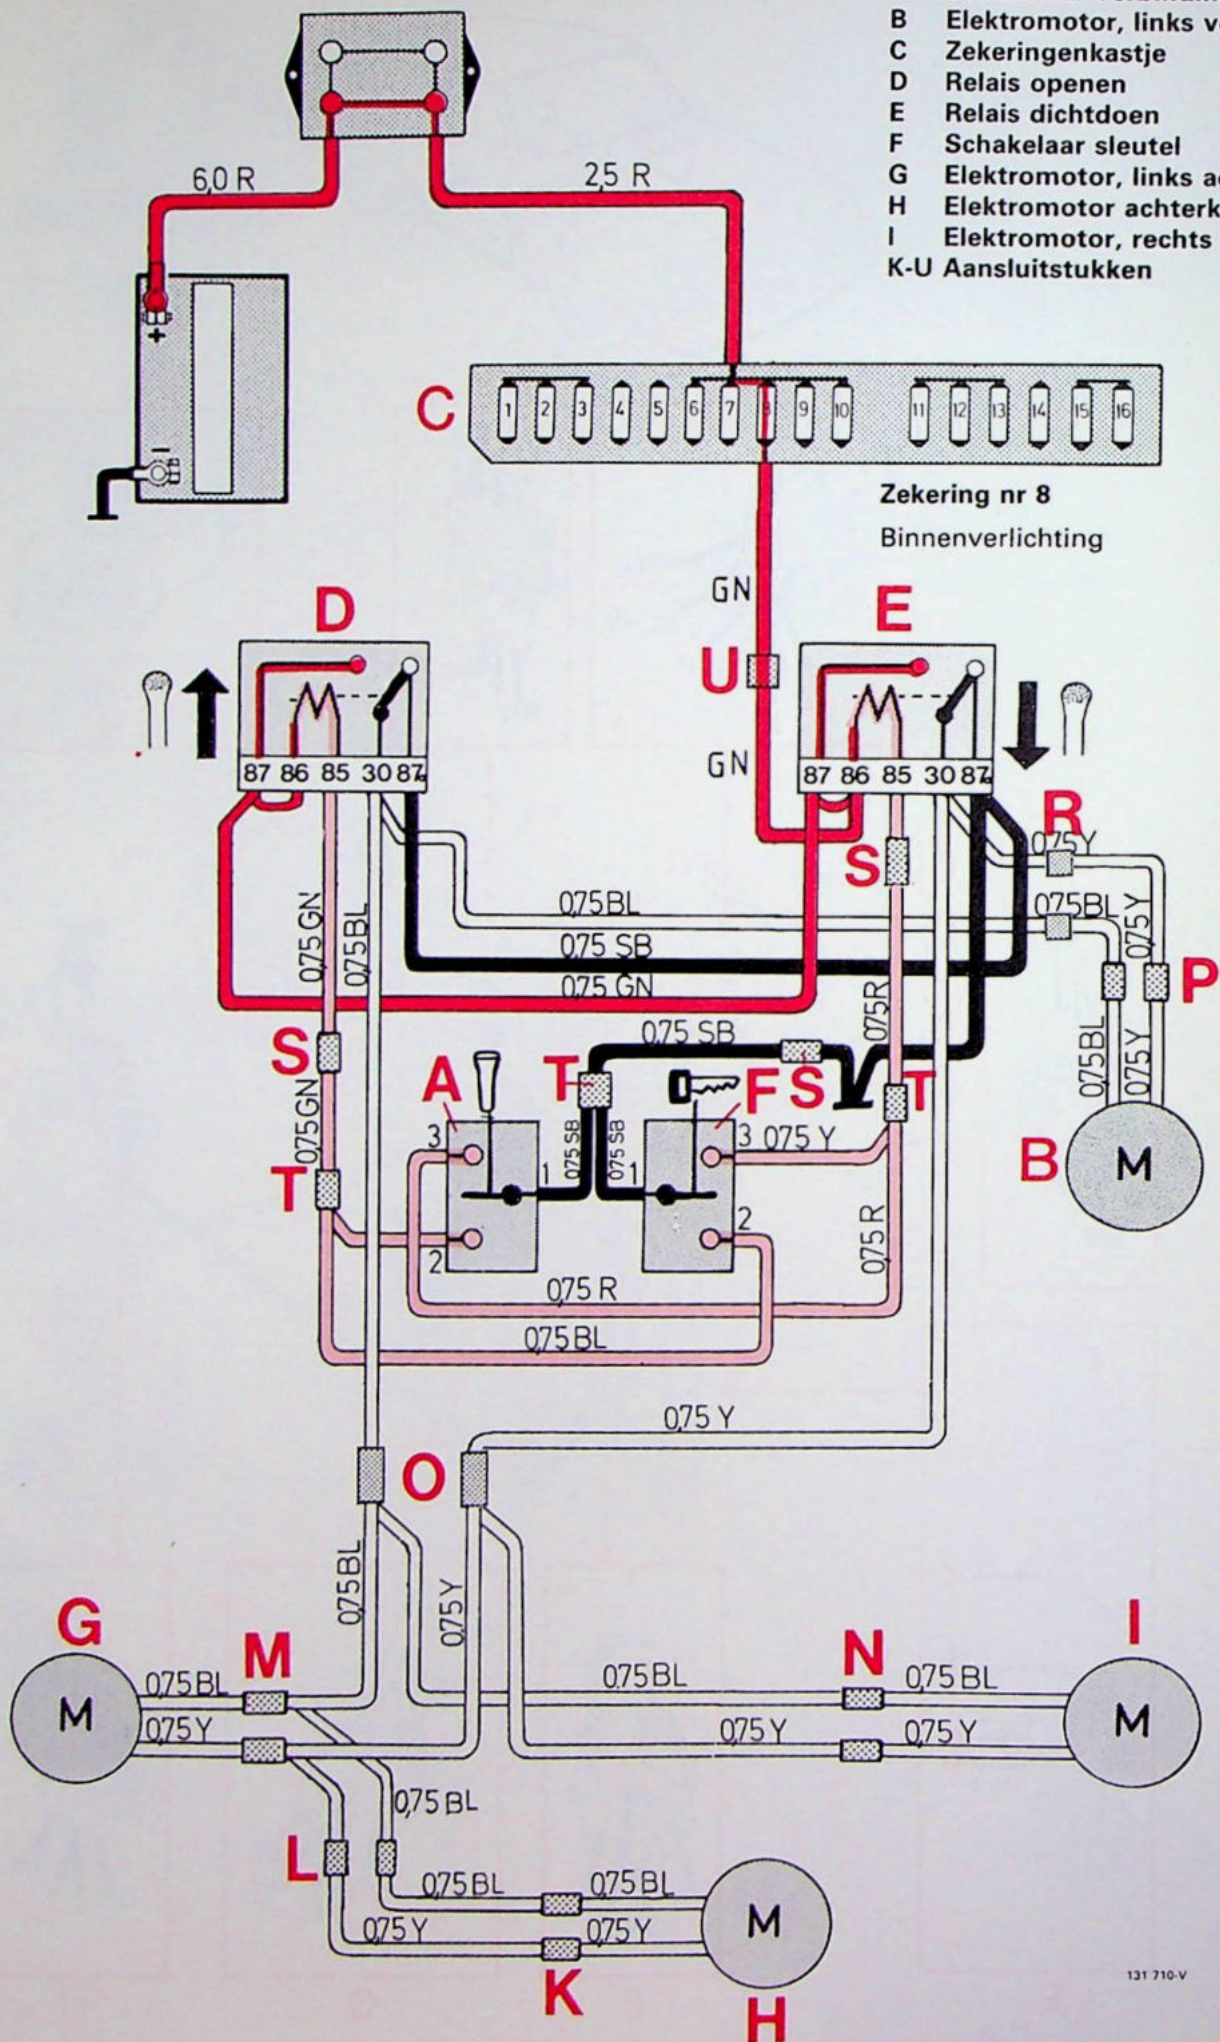 B Elektromotor, links
C Zekeringenkastje
D Relais openen
E Relais dichtdoen
F Schakelaar sleutel
G Elektromotor, links
H Elektromotor
I Elektromotor, rechts
K-U Aansluitstukken
6,0 R
2,5 R
+
−
C
1 2 3 4 5 6 7 8 9 10 11 12 13 14 15 16
Zekering nr 8
Binnenverlichting
GN
D
E
U
GN
87 86 85 30 87a
87 86 85 30 87a
R
0,75 Y
S
0,75 BL
0,75 BL
0,75 Y
0,75 GN
0,75 BL
0,75 SB
0,75 GN
0,75 R
P
0,75 BL
0,75 Y
S
0,75 SB
S
A
T
F
T
0,75 GN
3
0,75 SB
0,75 SB
3
0,75 Y
B
M
T
1
1
2
2
0,75 R
0,75 R
0,75 BL
0,75 Y
O
0,75 BL
0,75 Y
G
M
N
I
0,75 BL
0,75 BL
0,75 BL
M
M
0,75 Y
0,75 Y
0,75 Y
0,75 BL
L
0,75 BL
0,75 BL
M
0,75 Y
0,75 Y
K
H
131 710-V